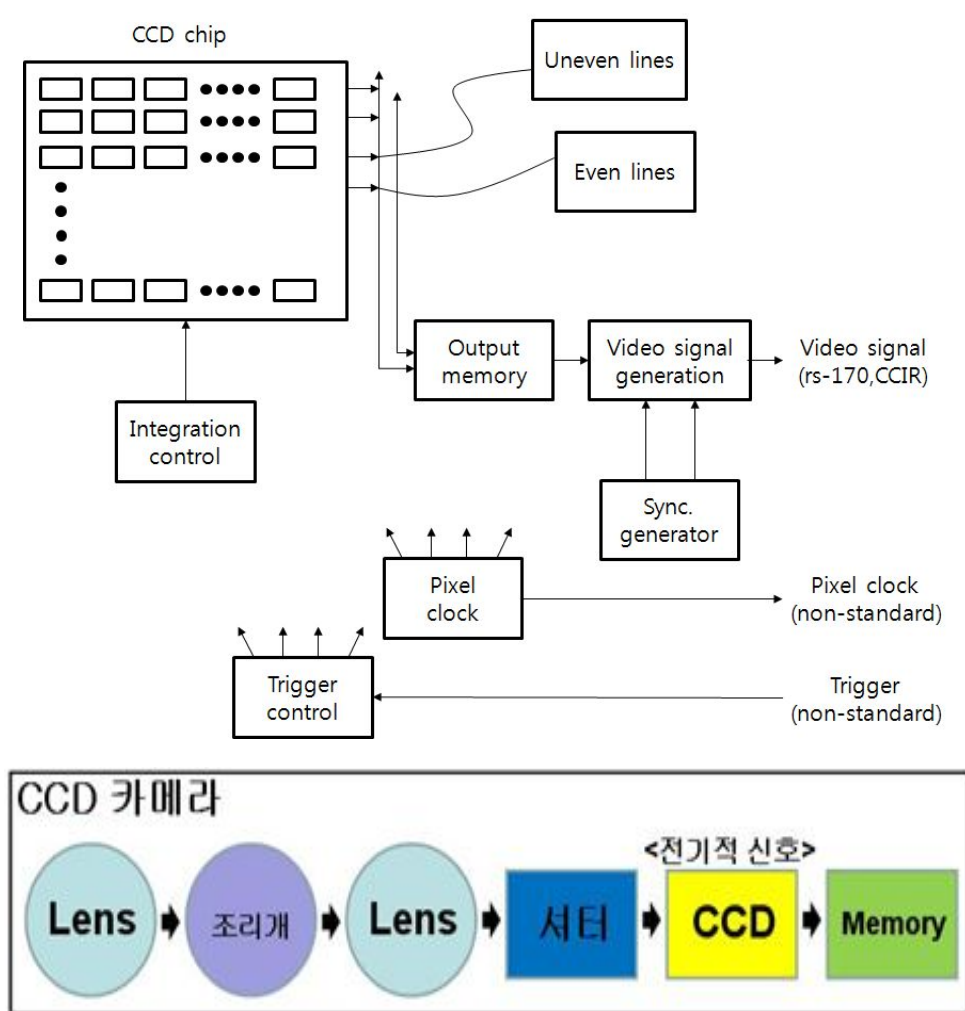 CCD chip
Uneven lines
Even lines
Output
memory
Video signal
generation
Video signal
(rs-170,CCIR)
Integration
control
Sync.
generator
Pixel
clock
Pixel clock
(non-standard)
Trigger
control
Trigger
(non-standard)
CCD 카메라
<전기적 신호>
Lens
조리개
Lens
셔터
CCD
Memory